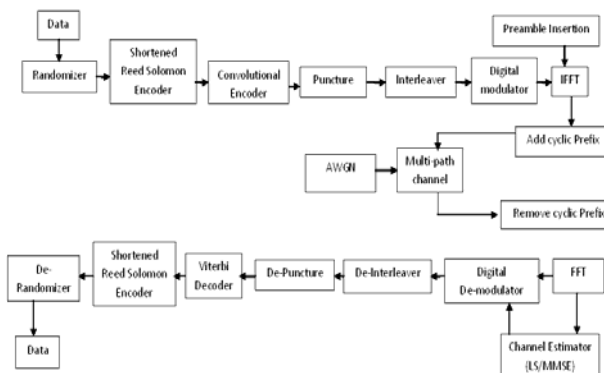 Data
Randomizer
Shortened
Reed Solomon
Encoder
Convolutional
Encoder
Puncture
Interleaver
Digital
modulator
Preamble Insertion
IFFT
Add cyclic Prefix
AWGN
Multi-path
channel
Remove cyclic Prefix
FFT
Channel Estimator
(LS/MMSE)
Digital
De-modulator
De-Interleaver
De-Puncture
Viterbi
Decoder
Shortened
Reed Solomon
Encoder
De-
Randomizer
Data